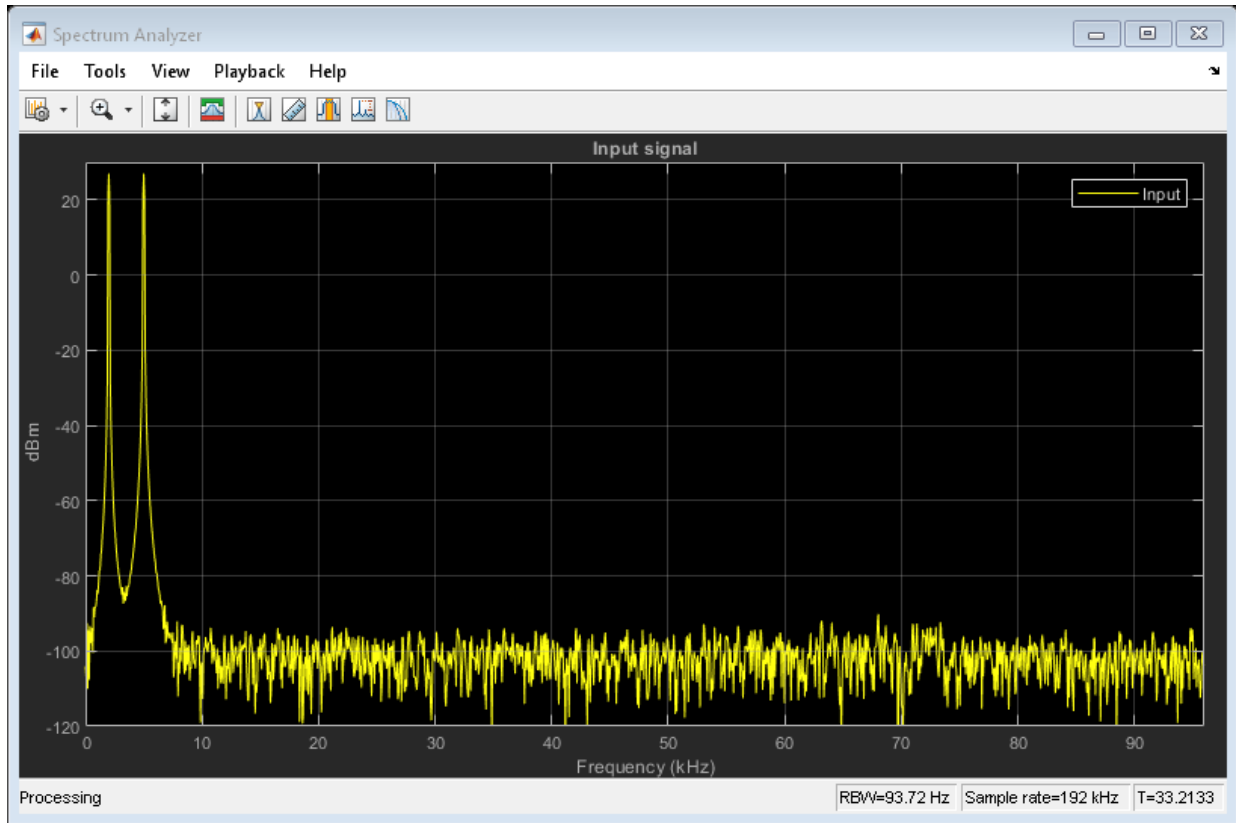 Spectrum Analyzer
File Tools View Playback Help
Input signal
Input
20
0
-20
-40
-60
-80
-100
-120
dBm
0 10 20 30 40 50 60 70 80 90
Frequency (kHz)
Processing RBW=93.72 Hz Sample rate=192 kHz T=33.2133